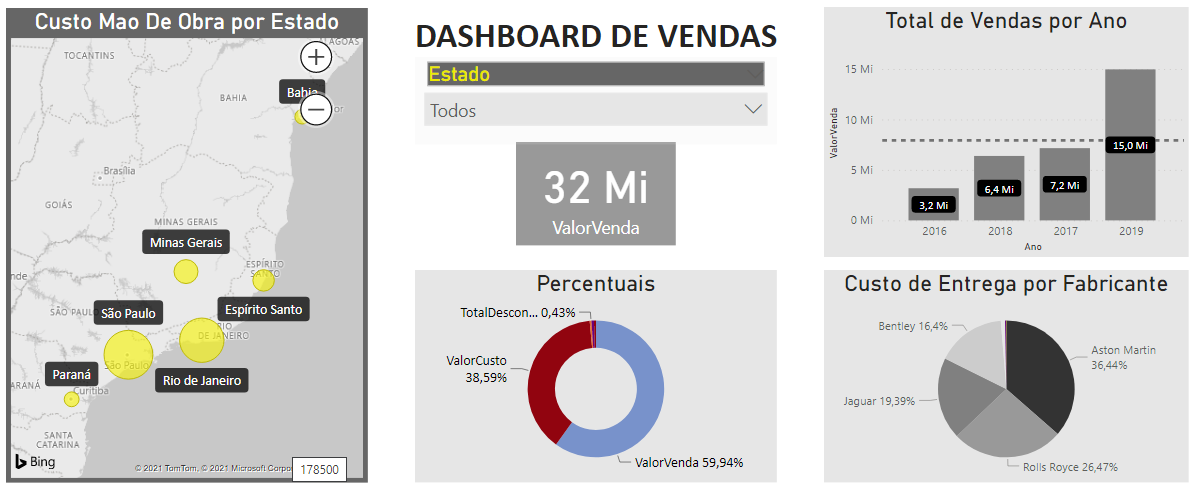 Custo Mao De Obra por Estado
TOCANTINS
ALAGOAS
BAHIA
Bahia
Brasília
GOIÁS
MINAS GERAIS
Minas Gerais
ESPÍRITO
SANTO
Espírito Santo
SÃO PAULO
São Paulo
RIO
DE JANEIRO
São Paulo
Rio de Janeiro
Paraná
PARANÁ
Curitiba
SANTA
CATARINA
Bing
© 2021 TomTom, © 2021 Microsoft Corpor
178500
DASHBOARD DE VENDAS
Estado
Todos
32 Mi
ValorVenda
Percentuais
TotalDescon... 0,43%
ValorCusto
38,59%
ValorVenda 59,94%
Total de Vendas por Ano
ValorVenda
15 Mi
10 Mi
5 Mi
0 Mi
3,2 Mi
6,4 Mi
7,2 Mi
15,0 Mi
2016
2018
2017
2019
Ano
Custo de Entrega por Fabricante
Bentley 16,4%
Aston Martin
36,44%
Jaguar 19,39%
Rolls Royce 26,47%